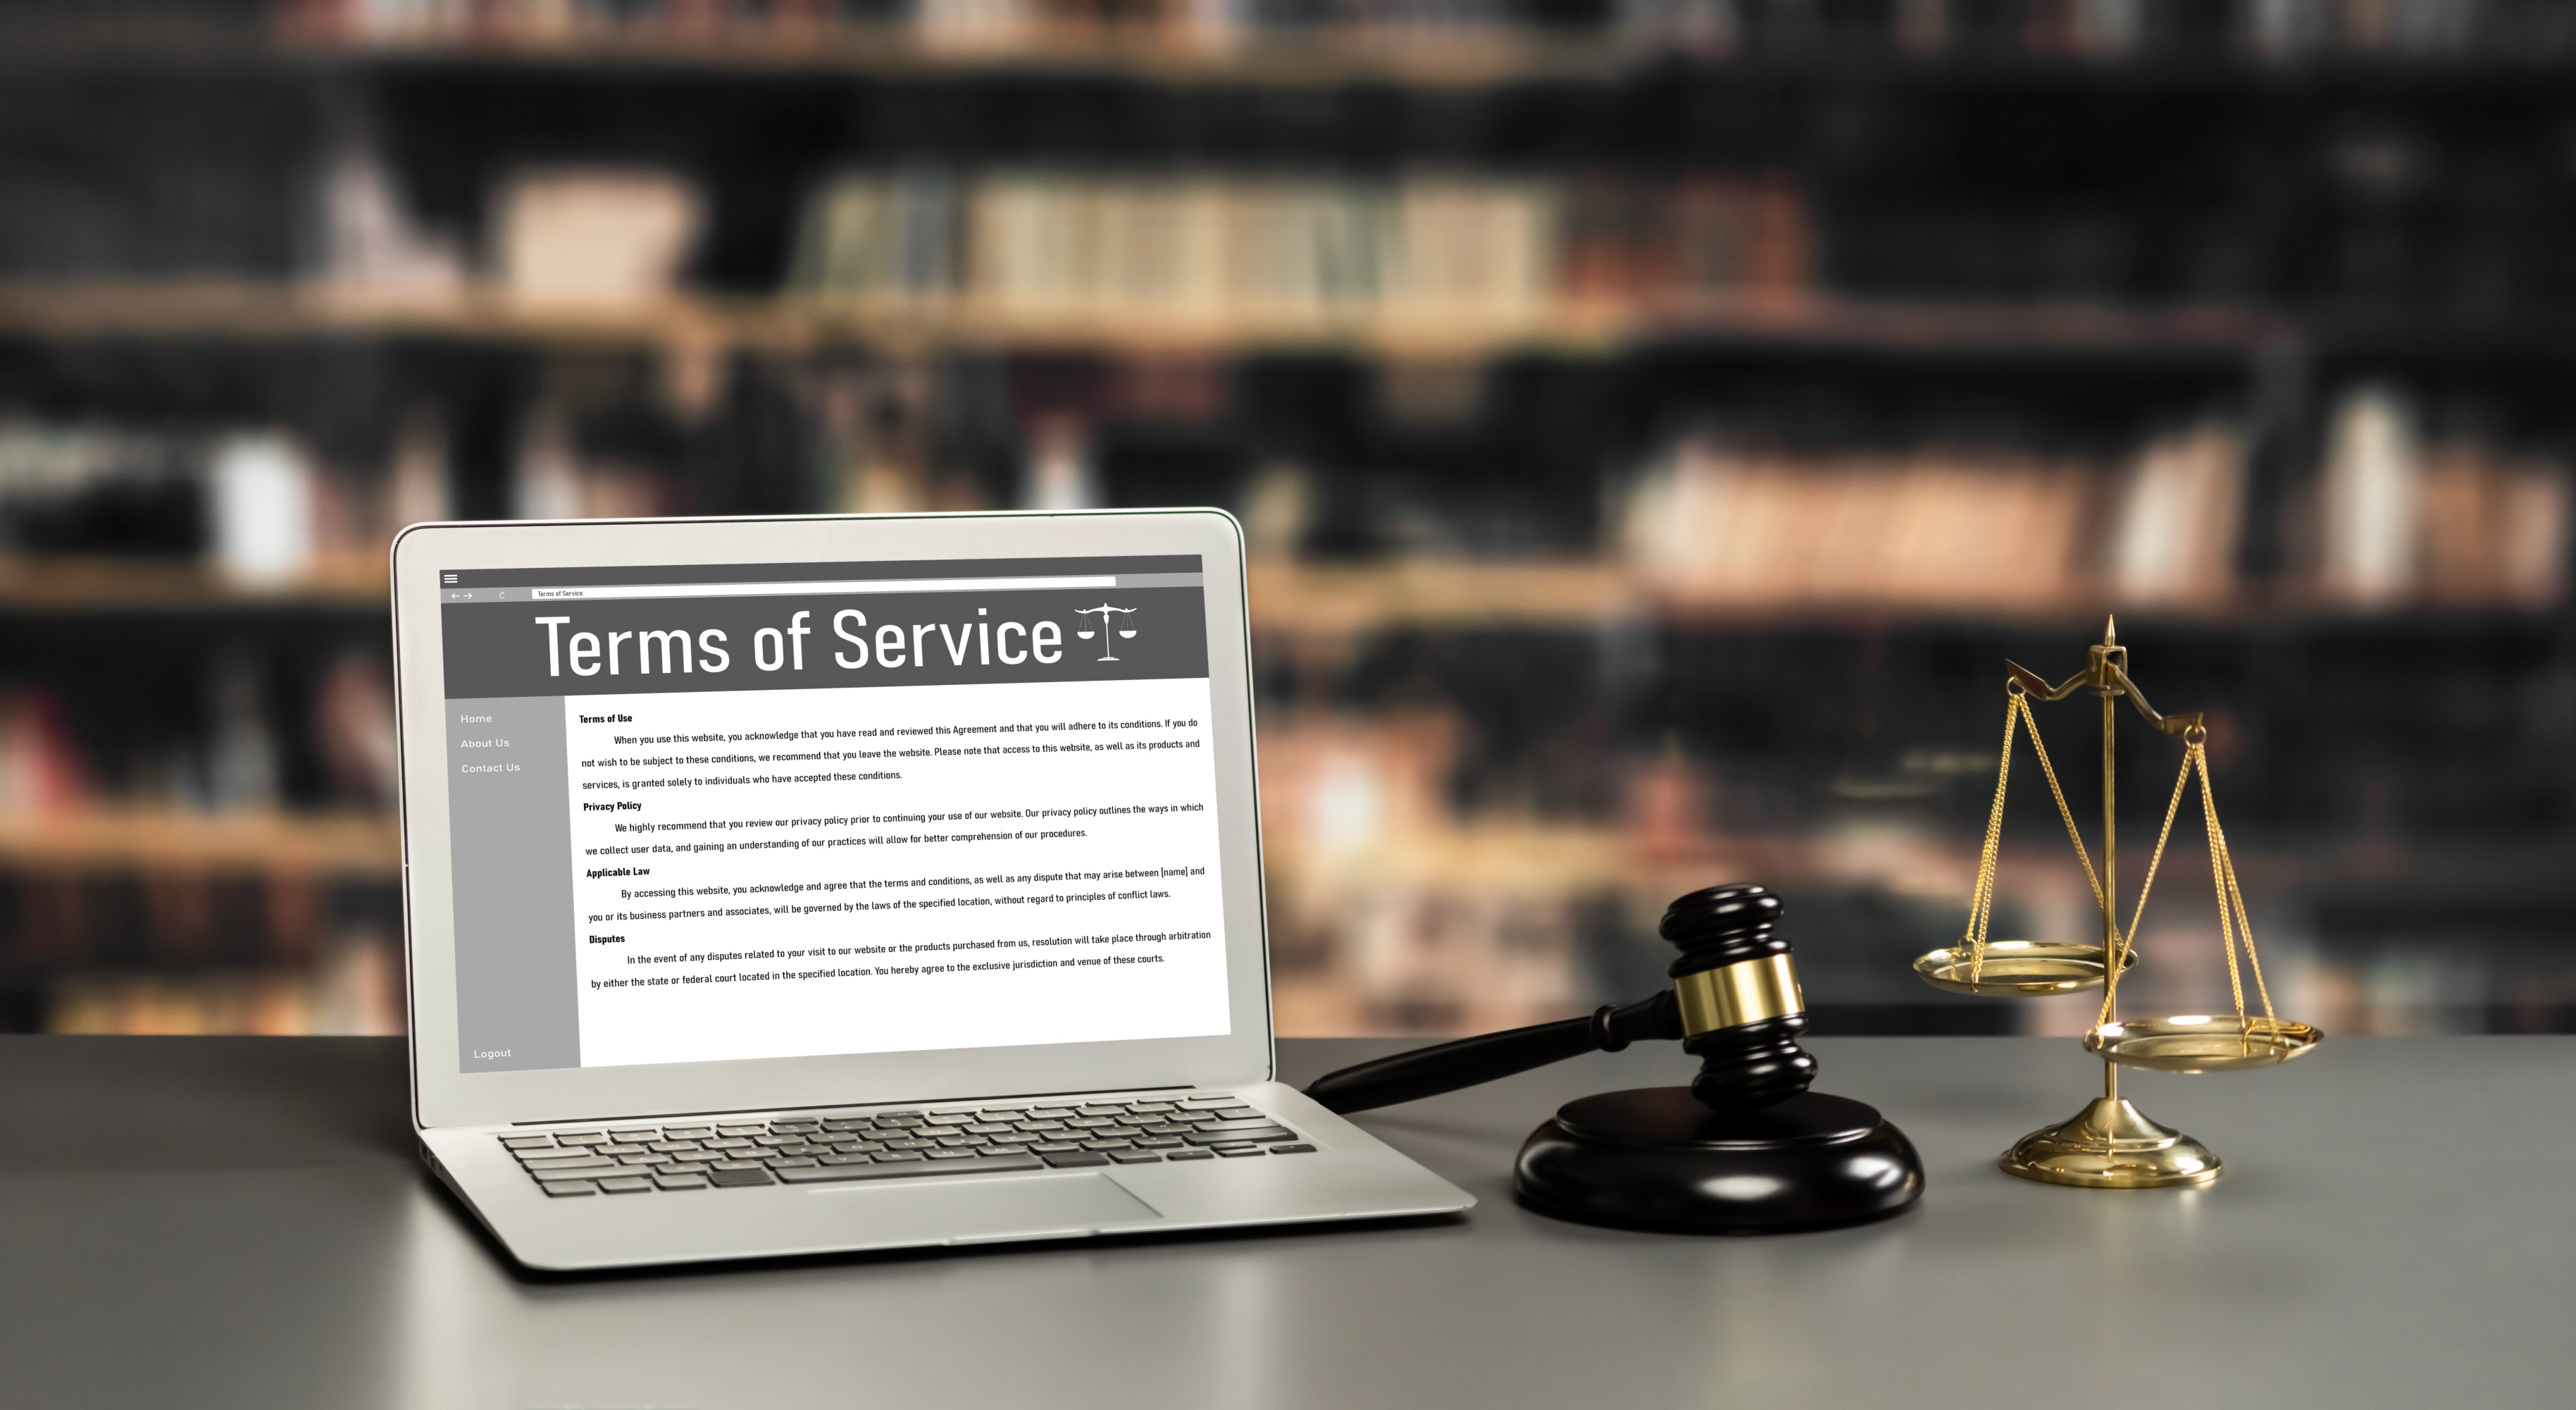 Terms of Service
Terms of Service
Home
About Us
Contact Us
Logout
Terms of Use
When you use this website, you acknowledge that you have read and reviewed this Agreement and that you will adhere to its conditions. If you do
not wish to be subject to these conditions, we recommend that you leave the website. Please note that access to this website, as well as its products and
services, is granted solely to individuals who have accepted these conditions.
Privacy Policy
We highly recommend that you review our privacy policy prior to continuing your use of our website. Our privacy policy outlines the ways in which
we collect user data, and gaining an understanding of our practices will allow for better comprehension of our procedures.
Applicable Law
By accessing this website, you acknowledge and agree that the terms and conditions, as well as any dispute that may arise between [name] and
you or its business partners and associates, will be governed by the laws of the specified location, without regard to principles of conflict laws.
Disputes
In the event of any disputes related to your visit to our website or the products purchased from us, resolution will take place through arbitration
by either the state or federal court located in the specified location. You hereby agree to the exclusive jurisdiction and venue of these courts.